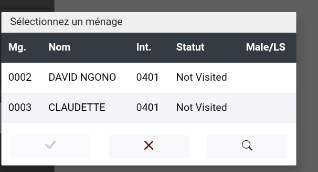 Sélectionnez un ménage
Mg. Nom Int. Statut Male/LS
0002 DAVID NGONO 0401 Not Visited
0003 CLAUDETTE 0401 Not Visited